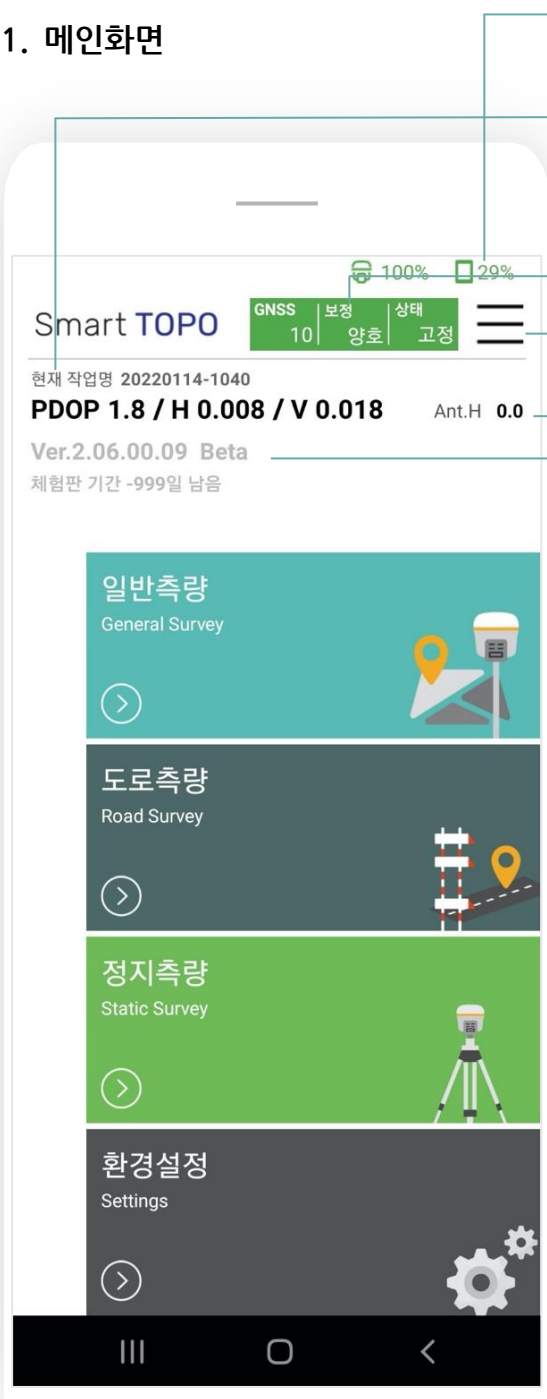 1. 메인화면
100% 29%
Smart TOPO
GNSS 보정 상태
10 양호 고정
현재 작업명 20220114-1040
PDOP 1.8 / H 0.008 / V 0.018 Ant.H 0.0
Ver.2.06.00.09 Beta
체험판 기간 -999일 남음
일반측량
General Survey
도로측량
Road Survey
정지측량
Static Survey
환경설정
Settings